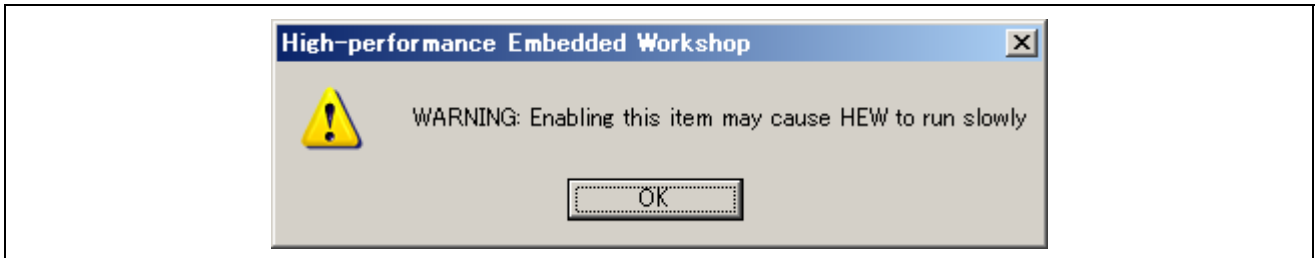 High-performance Embedded Workshop
WARNING: Enabling this item may cause HEW to run slowly
OK